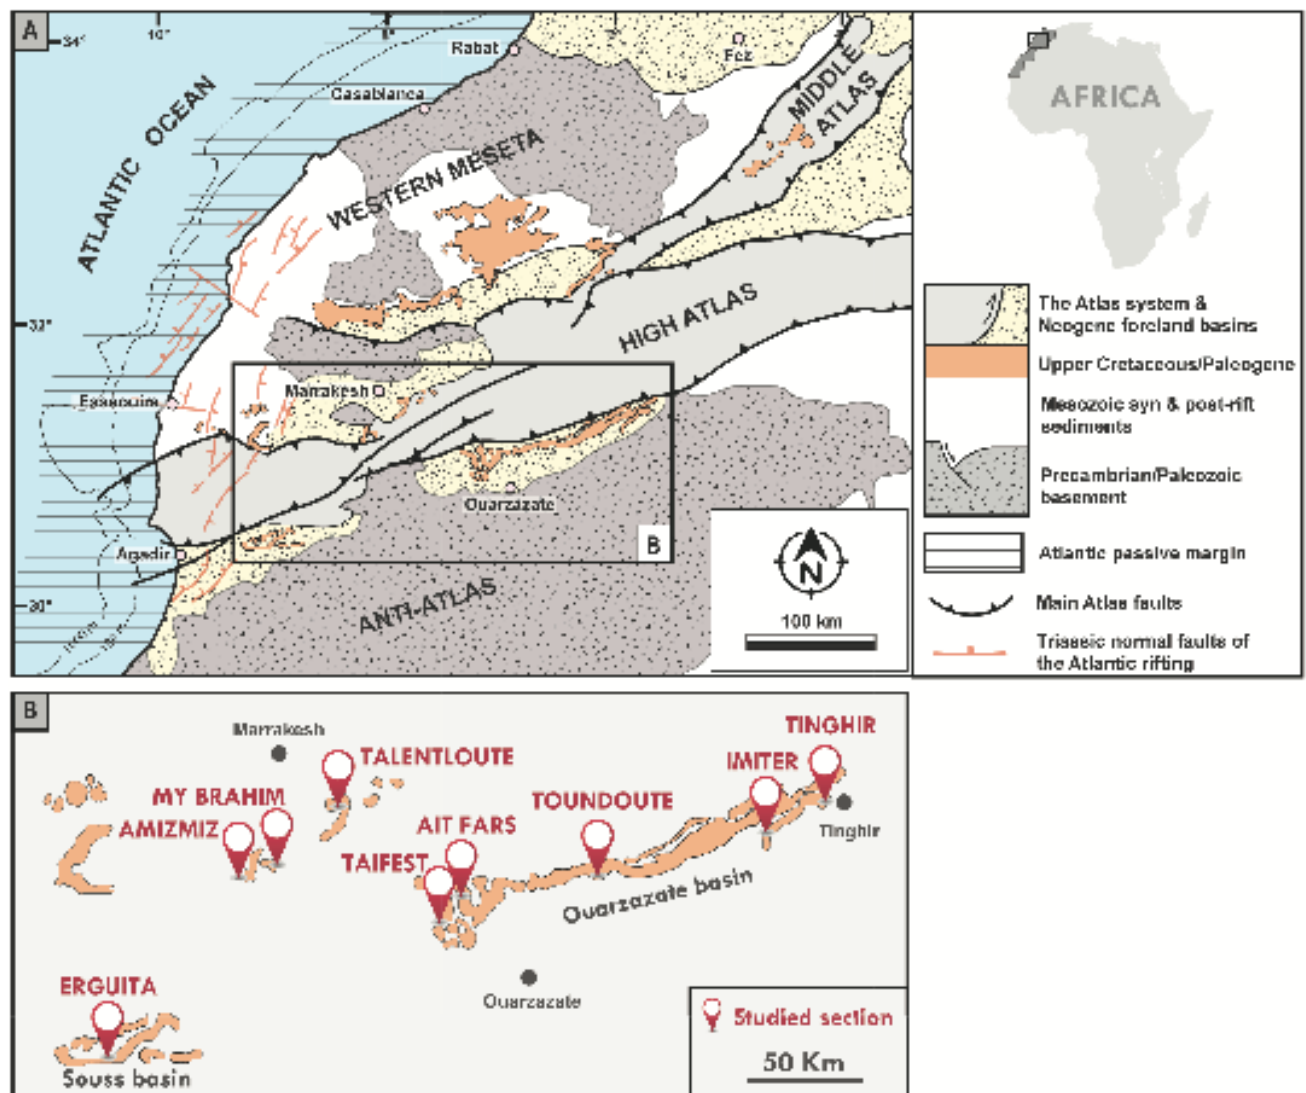 A
34°
10°
8°
Rabat
Fez
Casablanca
ATLANTIC OCEAN
MIDDLE
ATLAS
WESTERN MESETA
32°
HIGH ATLAS
Essaouira
Marrakesh
Ouarzazate
Agadir
B
30°
ANTI-ATLAS
N
100 km
AFRICA
The Atlas system &
Neogene foreland basins
Upper Cretaceous/Paleogene
Mesozoic syn & post-rift
sediments
Precambrian/Paleozoic
basement
Atlantic passive margin
Main Atlas faults
Triassic normal faults of
the Atlantic rifting
B
Marrakesh
TALENTLOUTE
TINGHIR
IMITER
MY BRAHIM
AMIZMIZ
AIT FARS
TOUNDOUTE
TAIFEST
Tinghir
Ouarzazate basin
ERGUITA
Ouarzazate
Souss basin
Studied section
50 Km